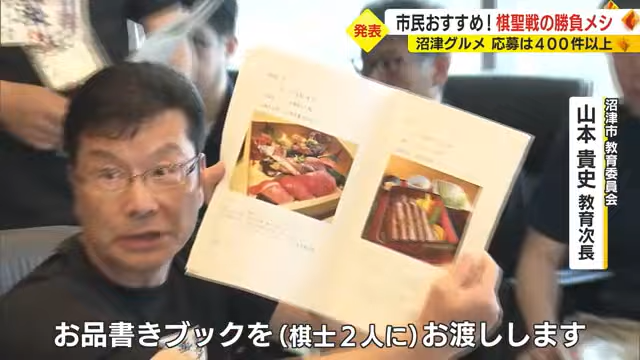 発表
市民おすすめ!棋聖戦の勝負メシ
沼津グルメ 応募は400件以上
沼津市 教育委員会
山本 貴史 教育次長
お品書きブックを(棋士2人に)お渡しします